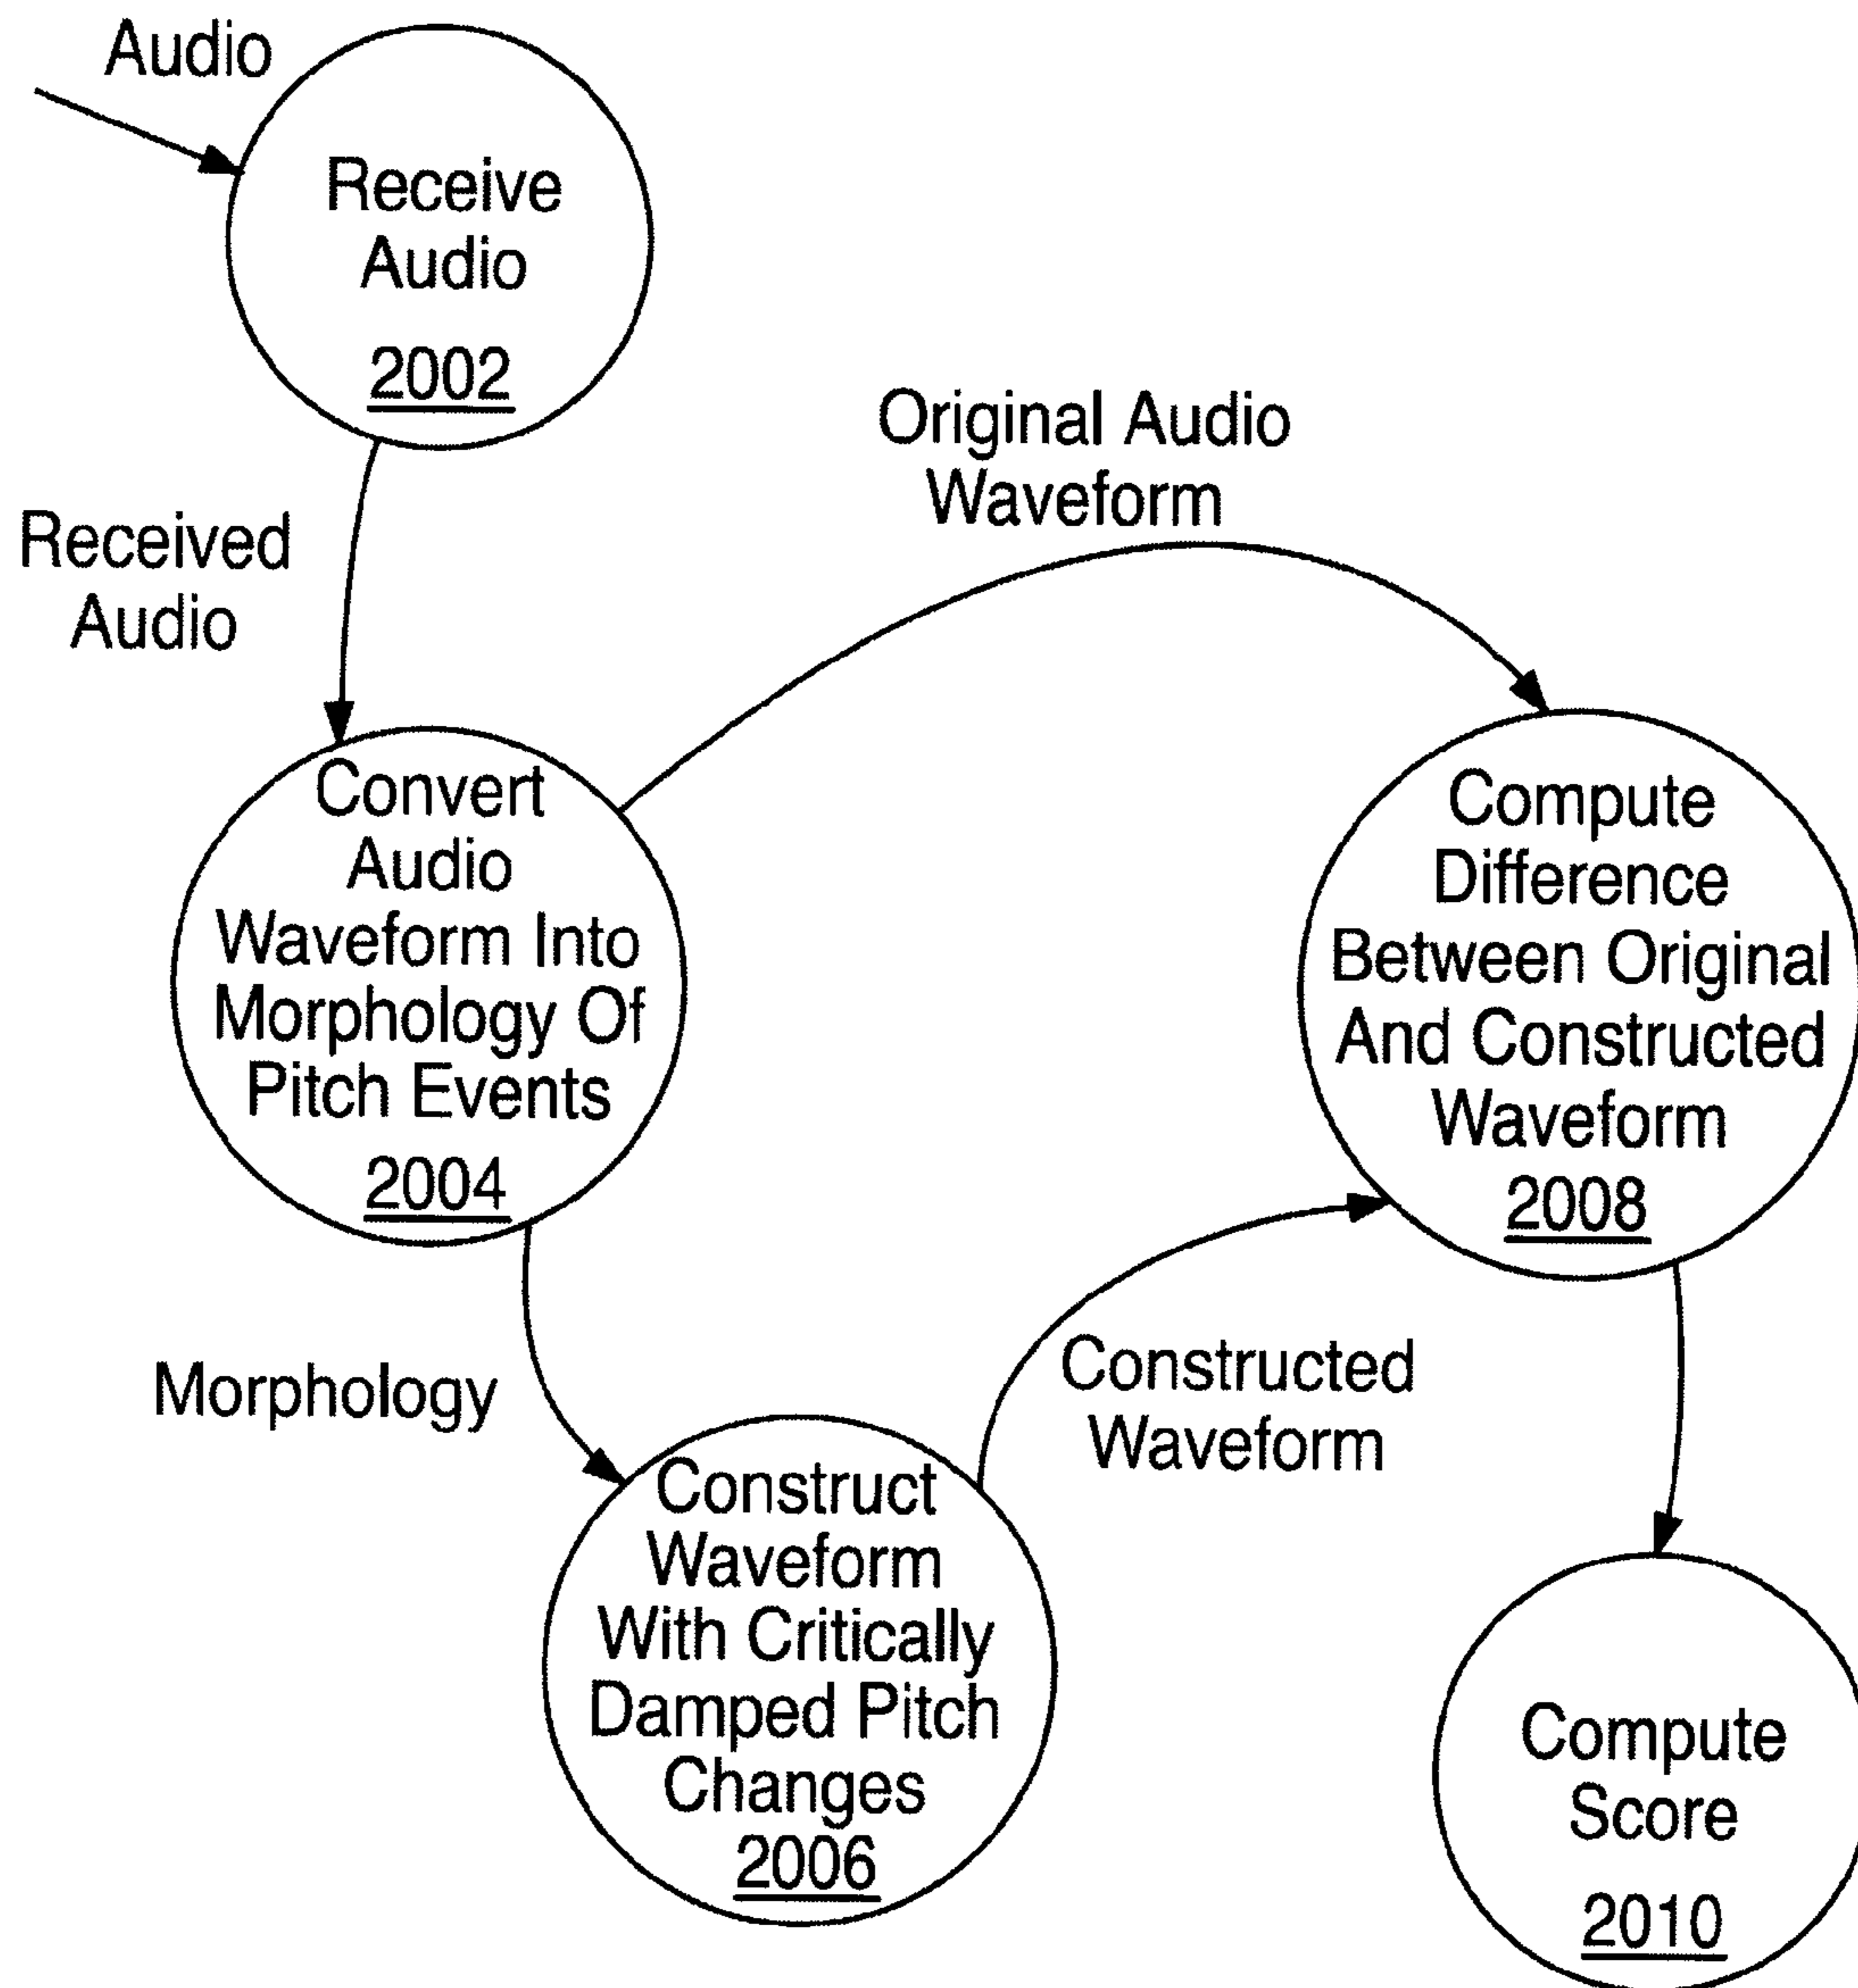 Audio
Receive
Audio
2002
Received
Audio
Original Audio
Waveform
Convert
Audio
Waveform Into
Morphology Of
Pitch Events
2004
Compute
Difference
Between Original
And Constructed
Waveform
2008
Morphology
Constructed
Waveform
Construct
Waveform
With Critically
Damped Pitch
Changes
2006
Compute
Score
2010